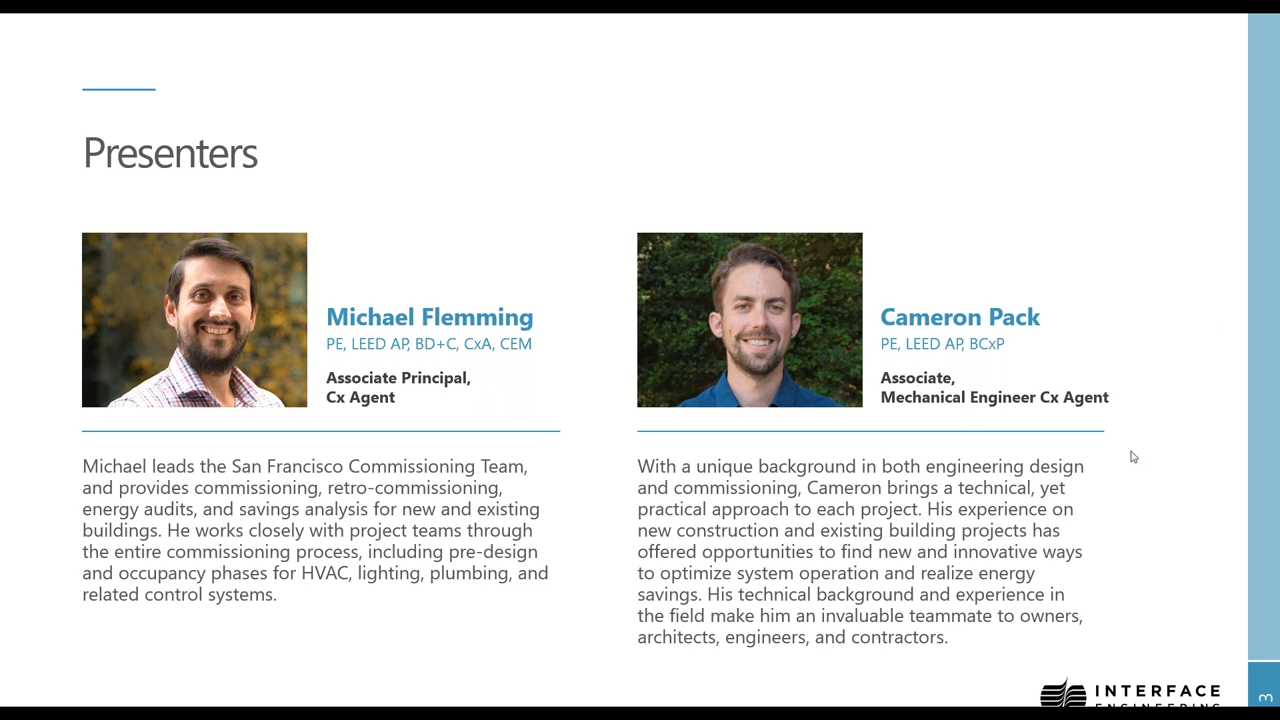 Presenters
Michael Flemming
PE, LEED AP, BD+C, CxA, CEM
Associate Principal,
Cx Agent
Michael leads the San Francisco Commissioning Team,
and provides commissioning, retro-commissioning,
energy audits, and savings analysis for new and existing
buildings. He works closely with project teams through
the entire commissioning process, including pre-design
and occupancy phases for HVAC, lighting, plumbing, and
related control systems.
Cameron Pack
PE, LEED AP, BCxP
Associate,
Mechanical Engineer Cx Agent
With a unique background in both engineering design
and commissioning, Cameron brings a technical, yet
practical approach to each project. His experience on
new construction and existing building projects has
offered opportunities to find new and innovative ways
to optimize system operation and realize energy
savings. His technical background and experience in
the field make him an invaluable teammate to owners,
architects, engineers, and contractors.
INTERFACE
ENGINEERING
3